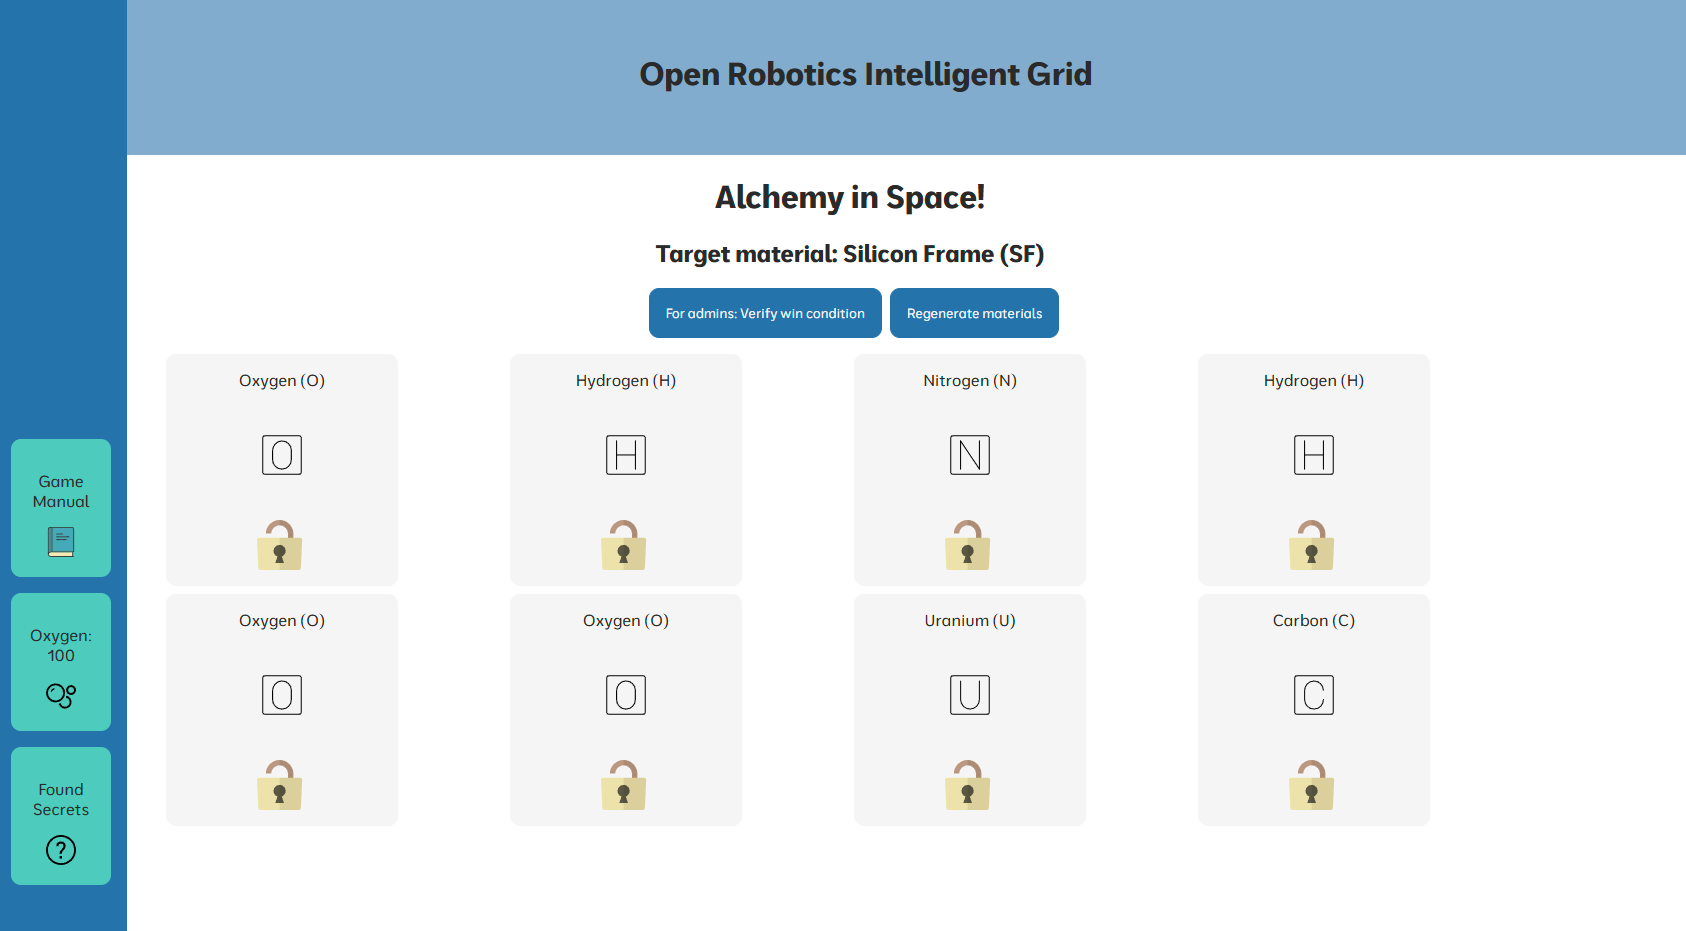 Open Robotics Intelligent Grid
Alchemy in Space!
Target material: Silicon Frame (SF)
For admins: Verify win condition
Regenerate materials
Oxygen (O)
Hydrogen (H)
Nitrogen (N)
Hydrogen (H)
O
H
N
H
Oxygen (O)
Oxygen (O)
Uranium (U)
Carbon (C)
O
O
U
C
Game
Manual
Oxygen:
100
Found
Secrets
?